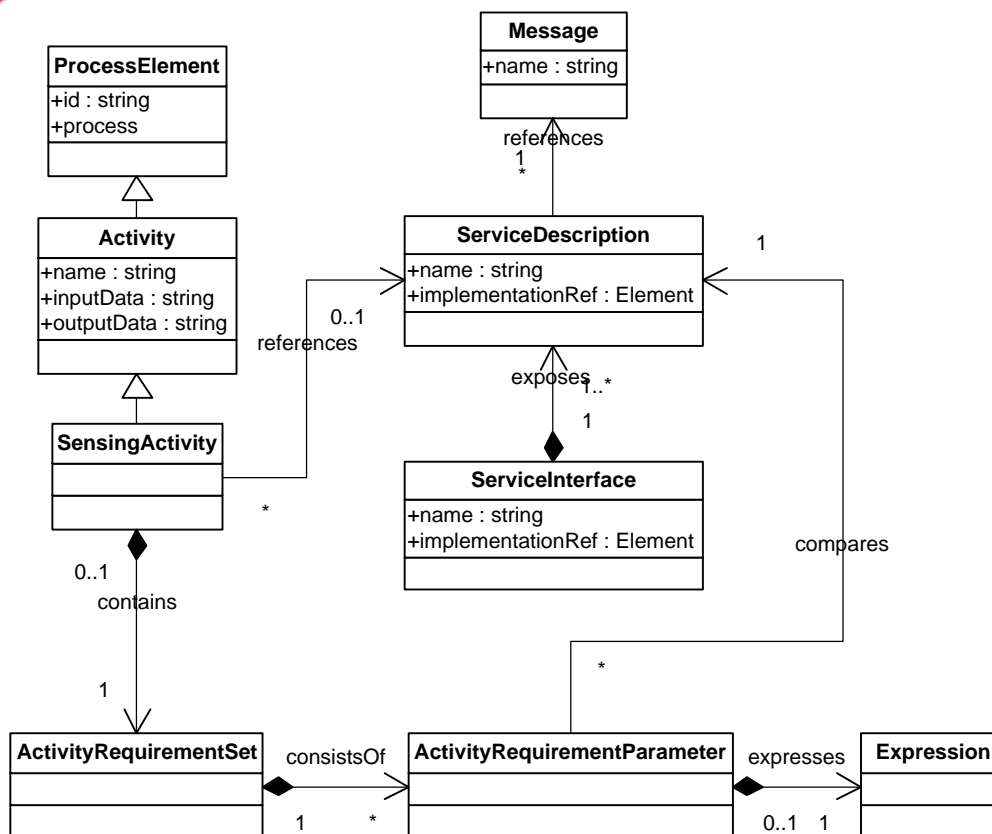 Message
+name : string
ProcessElement
+id : string
+process
references
1
*
Activity
+name : string
+inputData : string
+outputData : string
ServiceDescription
+name : string
+implementationRef : Element
1
0..1
references
exposes
1..*
1
SensingActivity
*
ServiceInterface
+name : string
+implementationRef : Element
compares
0..1
contains
*
1
ActivityRequirementSet
consistsOf
1
*
ActivityRequirementParameter
expresses
0..1
1
Expression